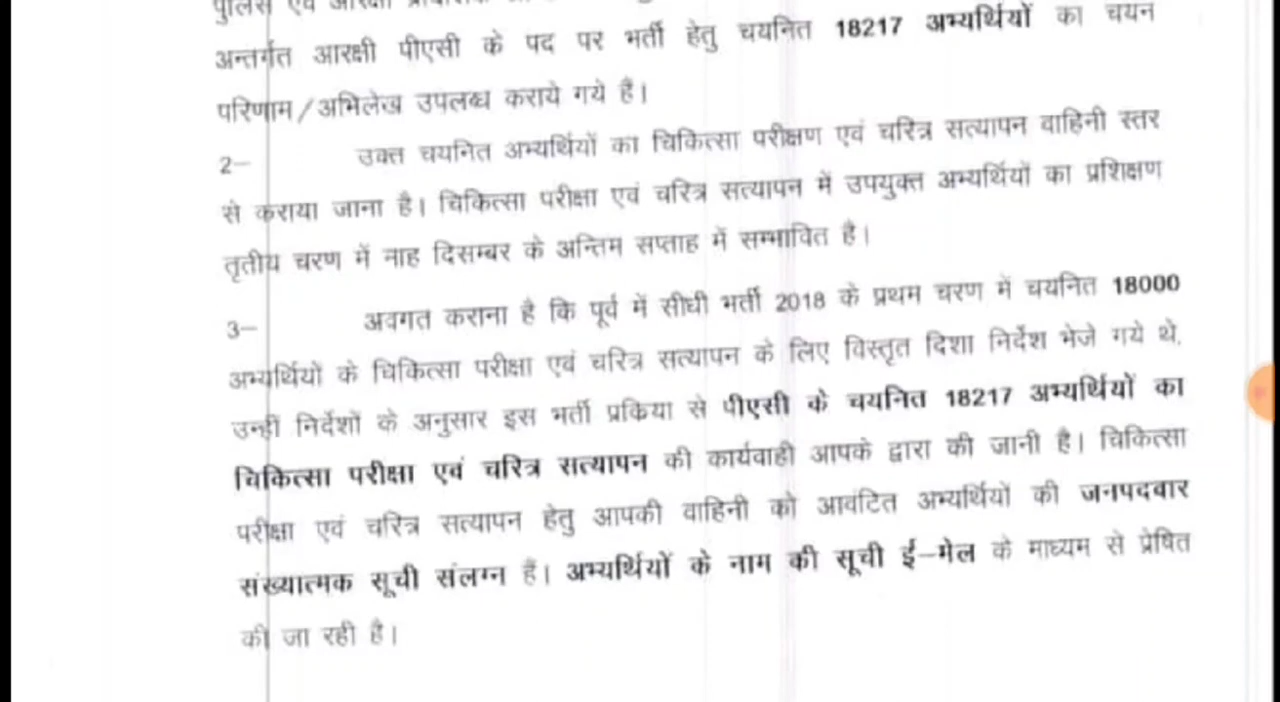 पुलिस एवं आरक्षी
अन्तर्गत आरक्षी पीएसी के पद पर भर्ती हेतु चयनित 18217 अभ्यर्थियों का चयन
परिणाम/अभिलेख उपलब्ध कराये गये हैं।
2— उक्त चयनित अभ्यर्थियों का चिकित्सा परीक्षण एवं चरित्र सत्यापन वाहिनी स्तर
से कराया जाना है। चिकित्सा परीक्षा एवं चरित्र सत्यापन में उपयुक्त अभ्यर्थियों का प्रशिक्षण
तृतीय चरण में नाह दिसम्बर के अन्तिम सप्ताह में सम्भावित है।
3— अवगत कराना है कि पूर्व में सीधी भर्ती 2018 के प्रथम चरण में चयनित 18000
अभ्यर्थियों के चिकित्सा परीक्षा एवं चरित्र सत्यापन के लिए विस्तृत दिशा निर्देश भेजे गये थे,
उन्हीं निर्देशों के अनुसार इस भर्ती प्रकिया से पीएसी के चयनित 18217 अभ्यर्थियों का
चिकित्सा परीक्षा एवं चरित्र सत्यापन की कार्यवाही आपके द्वारा की जानी है। चिकित्सा
परीक्षा एवं चरित्र सत्यापन हेतु आपकी वाहिनी को आवंटित अभ्यर्थियों की जनपदवार
संख्यात्मक सूची संलग्न है। अभ्यर्थियों के नाम की सूची ई—मेल के माध्यम से प्रेषित
की जा रही है।